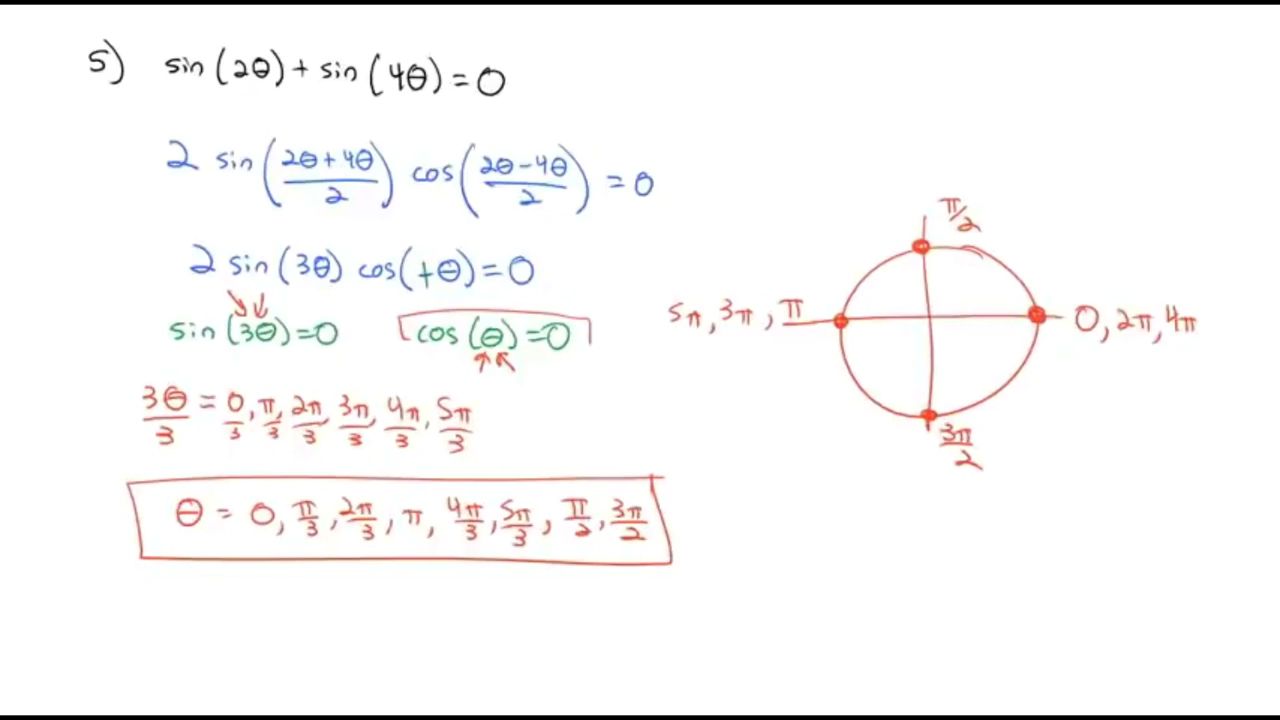 5) sin(2θ) + sin(4θ) = 0
2 sin((2θ+4θ)/2) cos((2θ-4θ)/2) = 0
2 sin(3θ) cos(+θ) = 0
sin(3θ) = 0 cos(θ) = 0
3θ/3 = 0/3, π/3, 2π/3, 3π/3, 4π/3, 5π/3
θ = 0, π/3, 2π/3, π, 4π/3, 5π/3, π/2, 3π/2
π/2
5π, 3π, π
0, 2π, 4π
3π/2